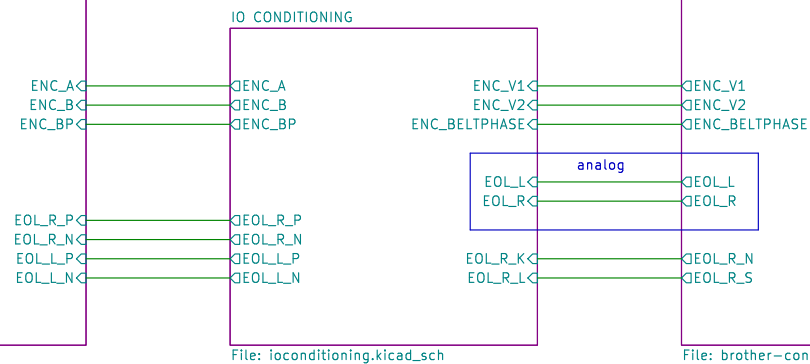 IO CONDITIONING
ENC_A ENC_A ENC_V1 ENC_V1
ENC_B ENC_B ENC_V2 ENC_V2
ENC_BP ENC_BP ENC_BELTPHASE ENC_BELTPHASE
analog
EOL_L EOL_L
EOL_R EOL_R
EOL_R_P EOL_R_P
EOL_R_N EOL_R_N
EOL_L_P EOL_L_P EOL_R_K EOL_R_N
EOL_L_N EOL_L_N EOL_R_L EOL_R_S
File: ioconditioning.kicad_sch File: brother-con